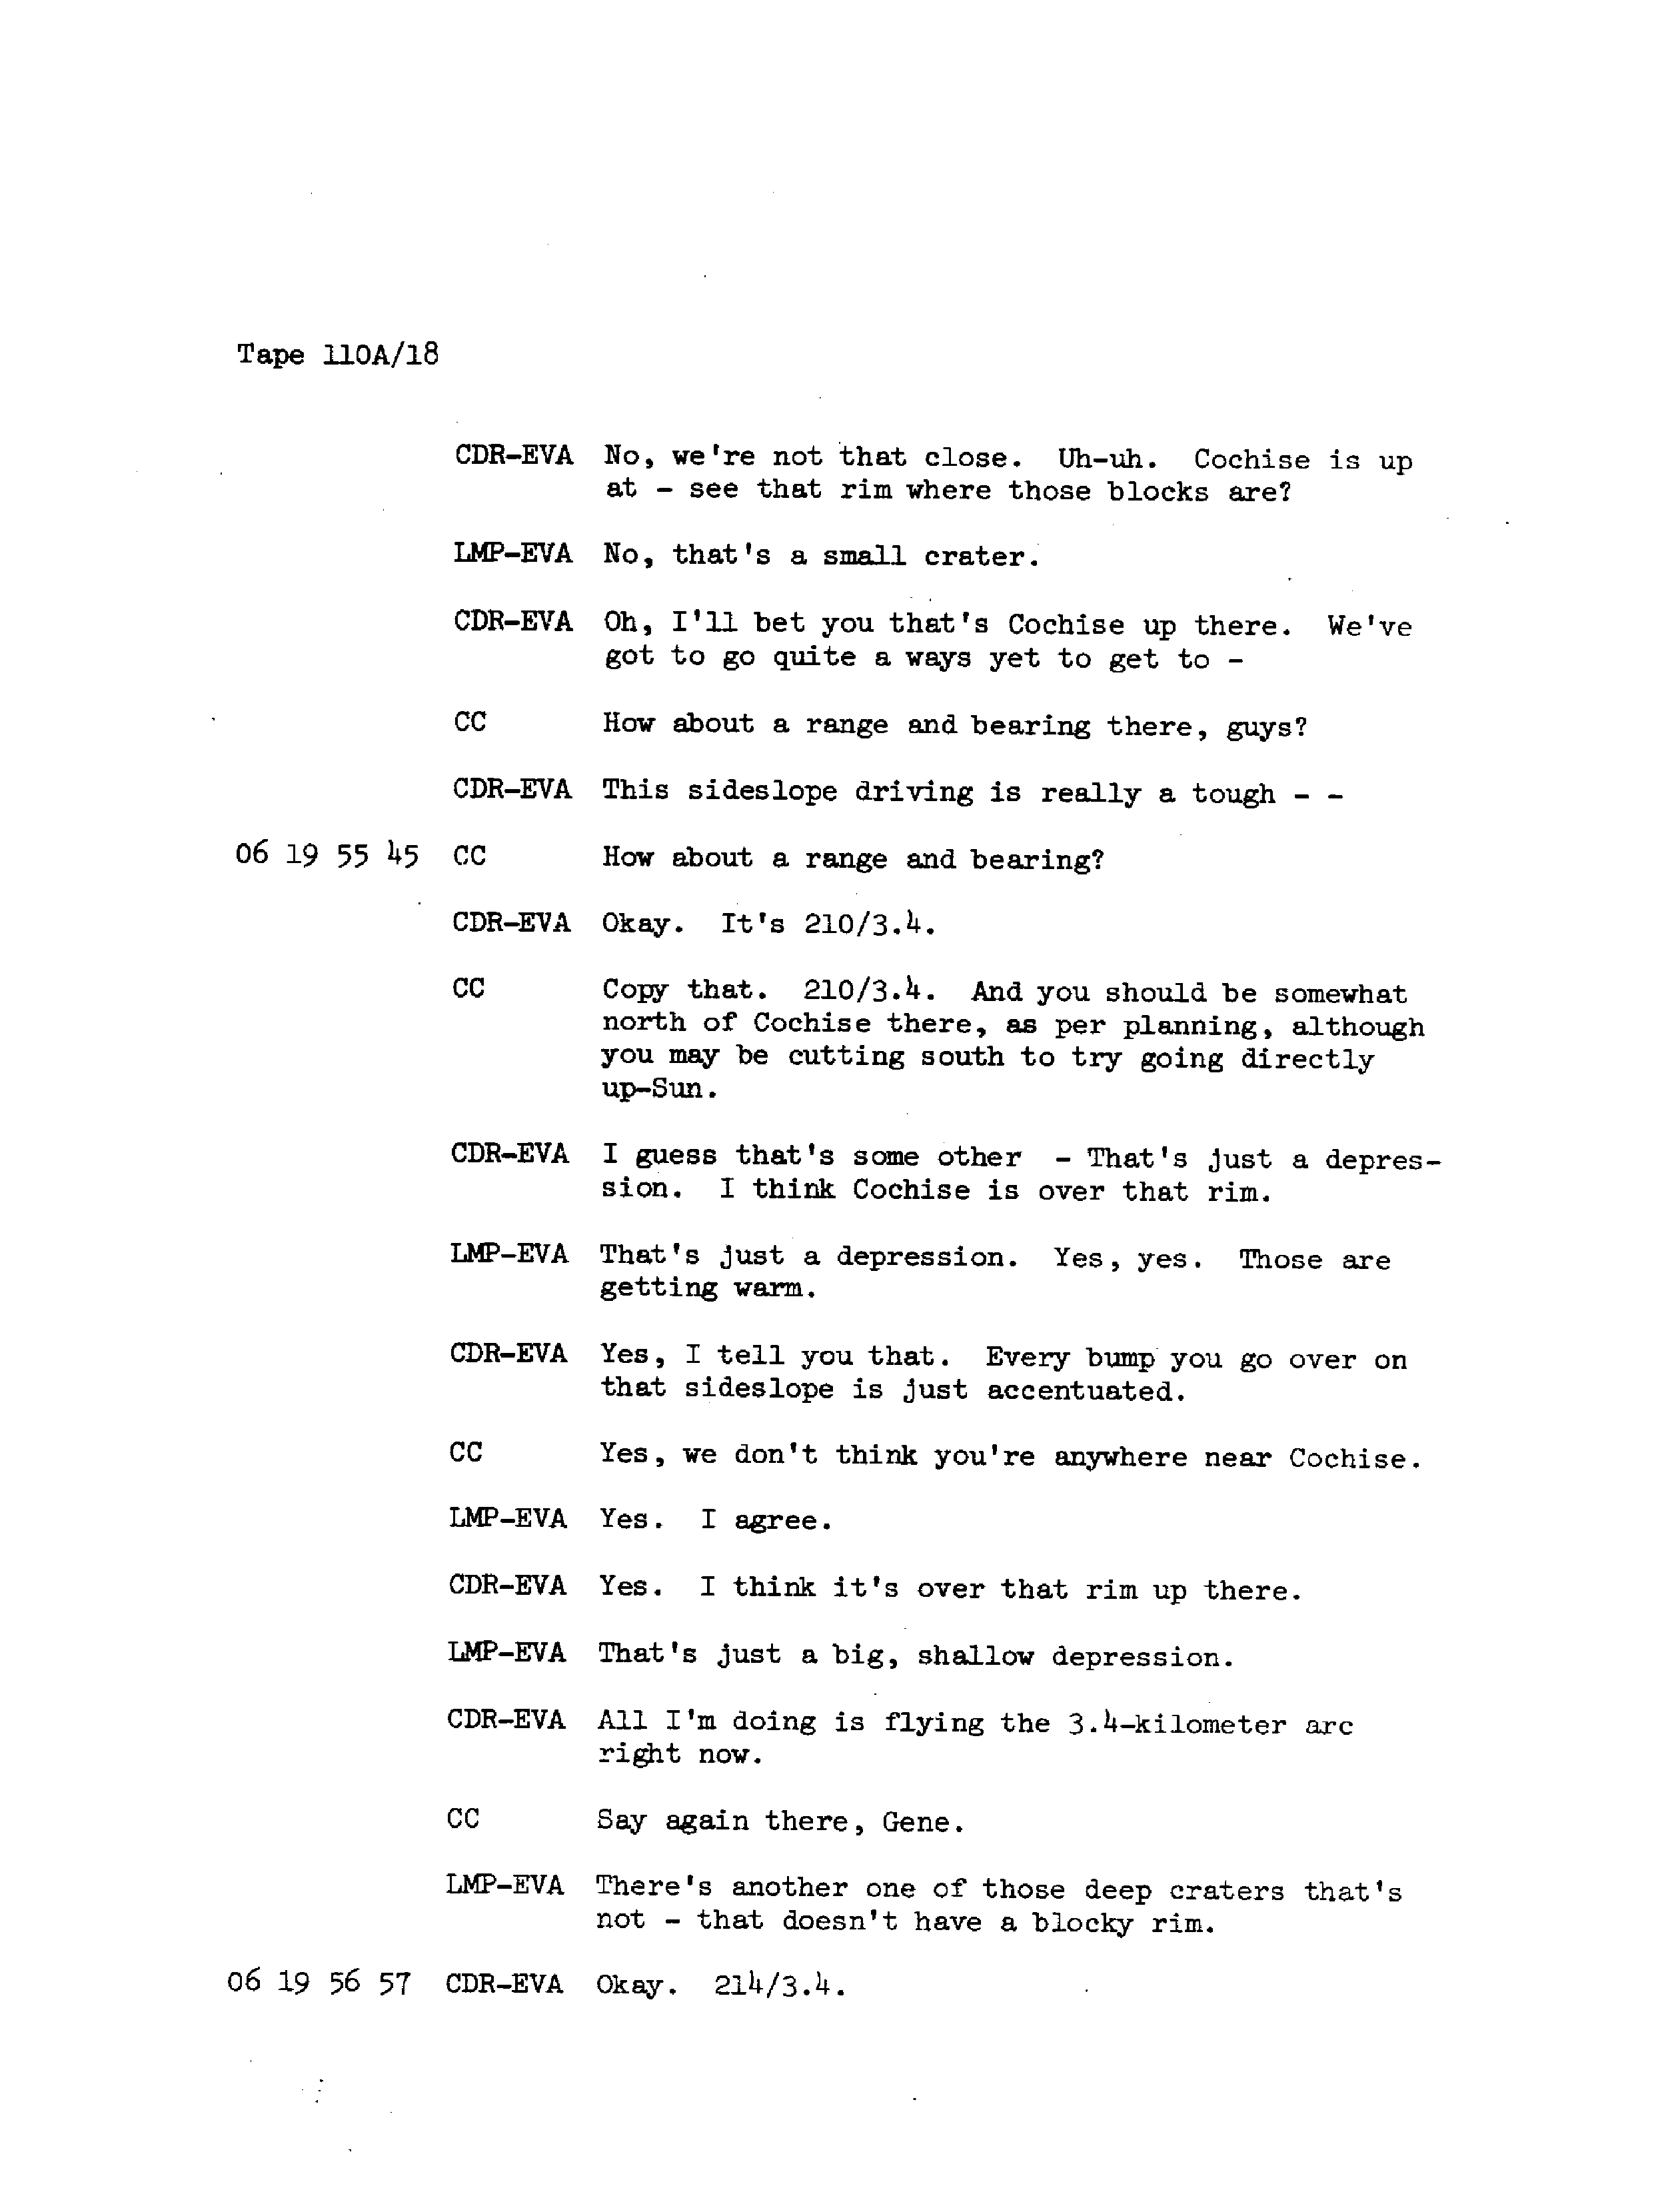 Tape 110A/18
CDR-EVA No, we're not that close. Uh-uh. Cochise is up
at - see that rim where those blocks are?
LMP-EVA No, that's a small crater.
CDR-EVA Oh, I'll bet you that's Cochise up there. We've
got to go quite a ways yet to get to -
CC How about a range and bearing there, guys?
CDR-EVA This sideslope driving is really a tough - -
06 19 55 45 CC How about a range and bearing?
CDR-EVA Okay. It's 210/3.4.
CC Copy that. 210/3.4. And you should be somewhat
north of Cochise there, as per planning, although
you may be cutting south to try going directly
up-Sun.
CDR-EVA I guess that's some other - That's just a depres-
sion. I think Cochise is over that rim.
LMP-EVA That's just a depression. Yes, yes. Those are
getting warm.
CDR-EVA Yes, I tell you that. Every bump you go over on
that sideslope is just accentuated.
CC Yes, we don't think you're anywhere near Cochise.
LMP-EVA Yes. I agree.
CDR-EVA Yes. I think it's over that rim up there.
LMP-EVA That's just a big, shallow depression.
CDR-EVA All I'm doing is flying the 3.4-kilometer arc
right now.
CC Say again there, Gene.
LMP-EVA There's another one of those deep craters that's
not - that doesn't have a blocky rim.
06 19 56 57 CDR-EVA Okay. 214/3.4.